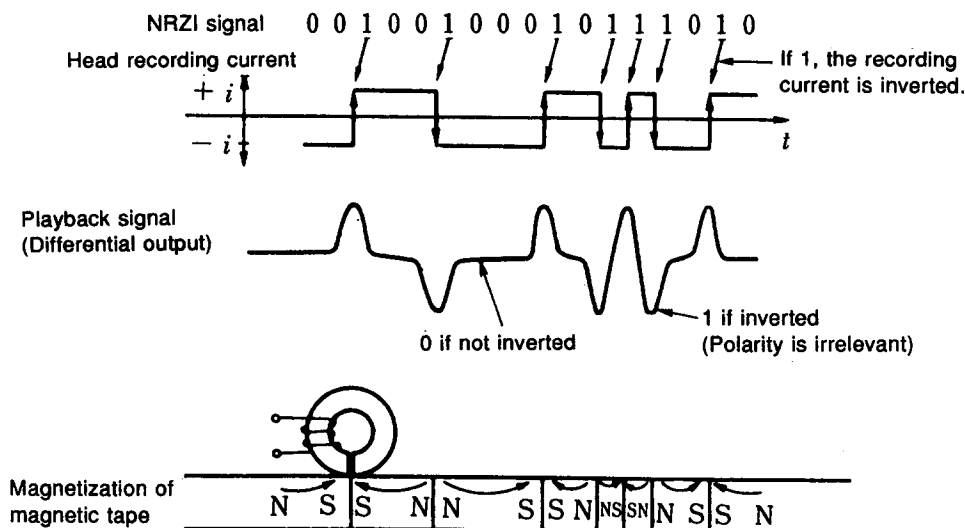 NRZI signal 0 0 1 0 0 1 0 0 0 1 0 1 1 1 0 1 0
Head recording current
If 1, the recording
current is inverted.
+ i
− i
t
Playback signal
(Differential output)
0 if not inverted
1 if inverted
(Polarity is irrelevant)
Magnetization of
magnetic tape
N S S N N S S N N S S N N S S N